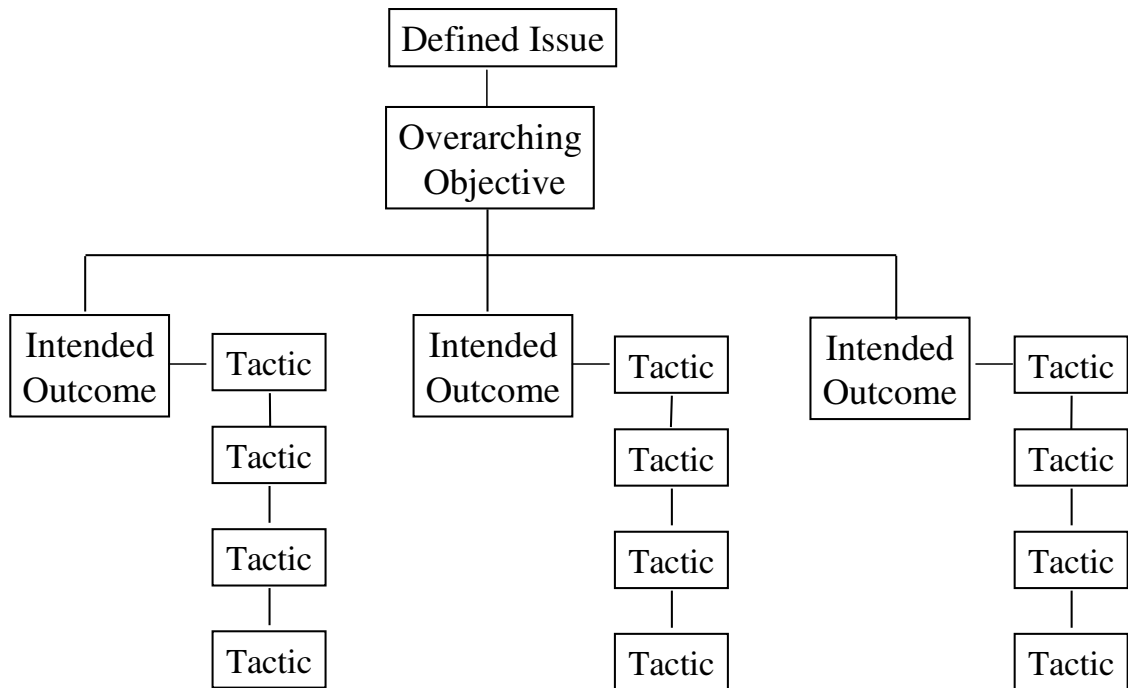 Defined Issue
Overarching
Objective
Intended
Outcome
Tactic
Tactic
Tactic
Tactic
Intended
Outcome
Tactic
Tactic
Tactic
Tactic
Intended
Outcome
Tactic
Tactic
Tactic
Tactic